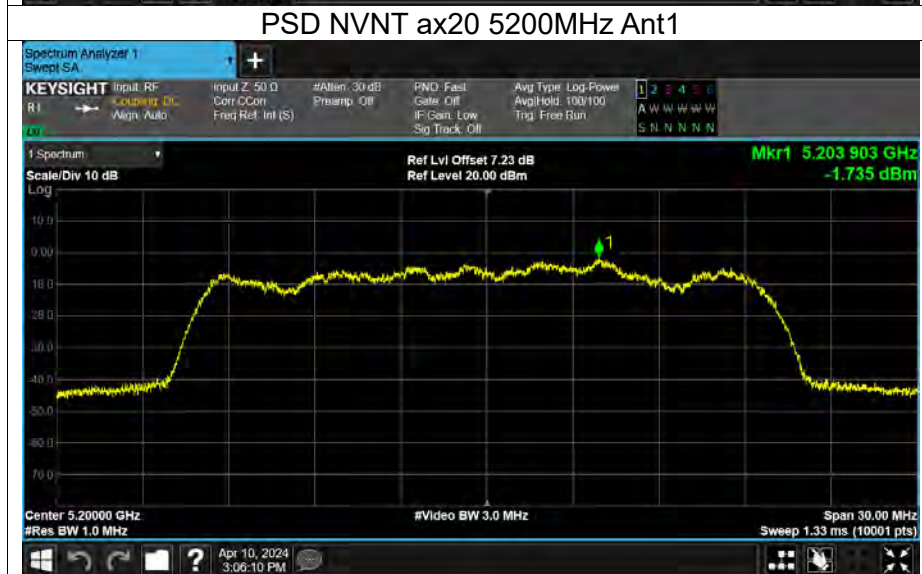 PSD NVNT ax20 5200MHz Ant1
Spectrum Analyzer 1
Swept SA
+
KEYSIGHT
Input: RF
Coupling: DC
Align: Auto
Input Z: 50 Ω
Corr CCorr
Freq Ref: Int (S)
#Atten: 30 dB
Preamp: Off
PNO: Fast
Gate: Off
IF Gain: Low
Sig Track: Off
Avg Type: Log-Power
Avg|Hold: 100/100
Trig: Free Run
1 2 3 4 5 6
A W W W W W
S N N N N N
1 Spectrum
Scale/Div 10 dB
Log
Ref Lvl Offset 7.23 dB
Ref Level 20.00 dBm
Mkr1 5.203 903 GHz
-1.735 dBm
10.0
0.00
-40.0
-50.0
-60.0
-70.0
1
Center 5.20000 GHz
#Res BW 1.0 MHz
#Video BW 3.0 MHz
Span 30.00 MHz
Sweep 1.33 ms (10001 pts)
?
Apr 10, 2024
3:06:10 PM